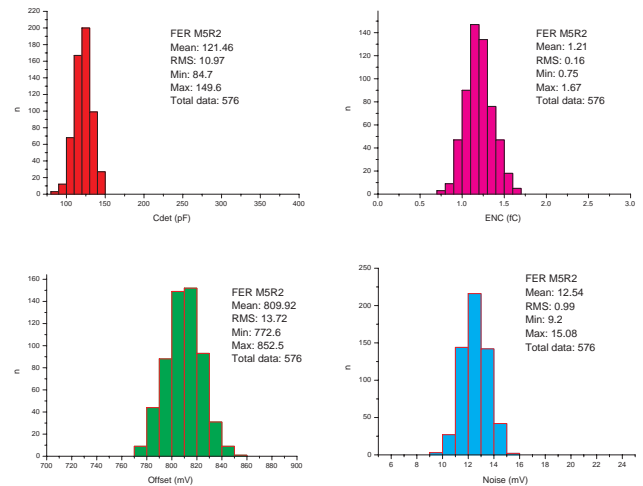 220
200
180
160
140
120
100
80
60
40
20
0
n
100
150
200
250
300
350
400
Cdet (pF)
FER M5R2
Mean: 121.46
RMS: 10.97
Min: 84.7
Max: 149.6
Total data: 576
140
120
100
80
60
40
20
0
n
0.0
0.5
1.0
1.5
2.0
2.5
3.0
ENC (fC)
FER M5R2
Mean: 1.21
RMS: 0.16
Min: 0.75
Max: 1.67
Total data: 576
160
140
120
100
80
60
40
20
0
n
700
720
740
760
780
800
820
840
860
880
900
Offset (mV)
FER M5R2
Mean: 809.92
RMS: 13.72
Min: 772.6
Max: 852.5
Total data: 576
250
200
150
100
50
0
n
6
8
10
12
14
16
18
20
22
24
Noise (mV)
FER M5R2
Mean: 12.54
RMS: 0.99
Min: 9.2
Max: 15.08
Total data: 576